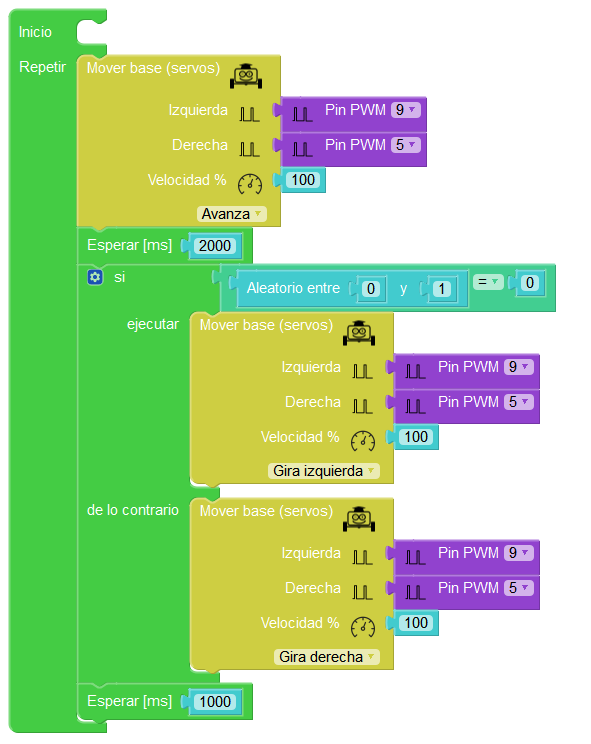 Inicio
Repetir Mover base (servos)
Izquierda Pin PWM 9
Derecha Pin PWM 5
Velocidad % 100
Avanza
Esperar [ms] 2000
si Aleatorio entre 0 y 1 = 0
ejecutar Mover base (servos)
Izquierda Pin PWM 9
Derecha Pin PWM 5
Velocidad % 100
Gira izquierda
de lo contrario Mover base (servos)
Izquierda Pin PWM 9
Derecha Pin PWM 5
Velocidad % 100
Gira derecha
Esperar [ms] 1000